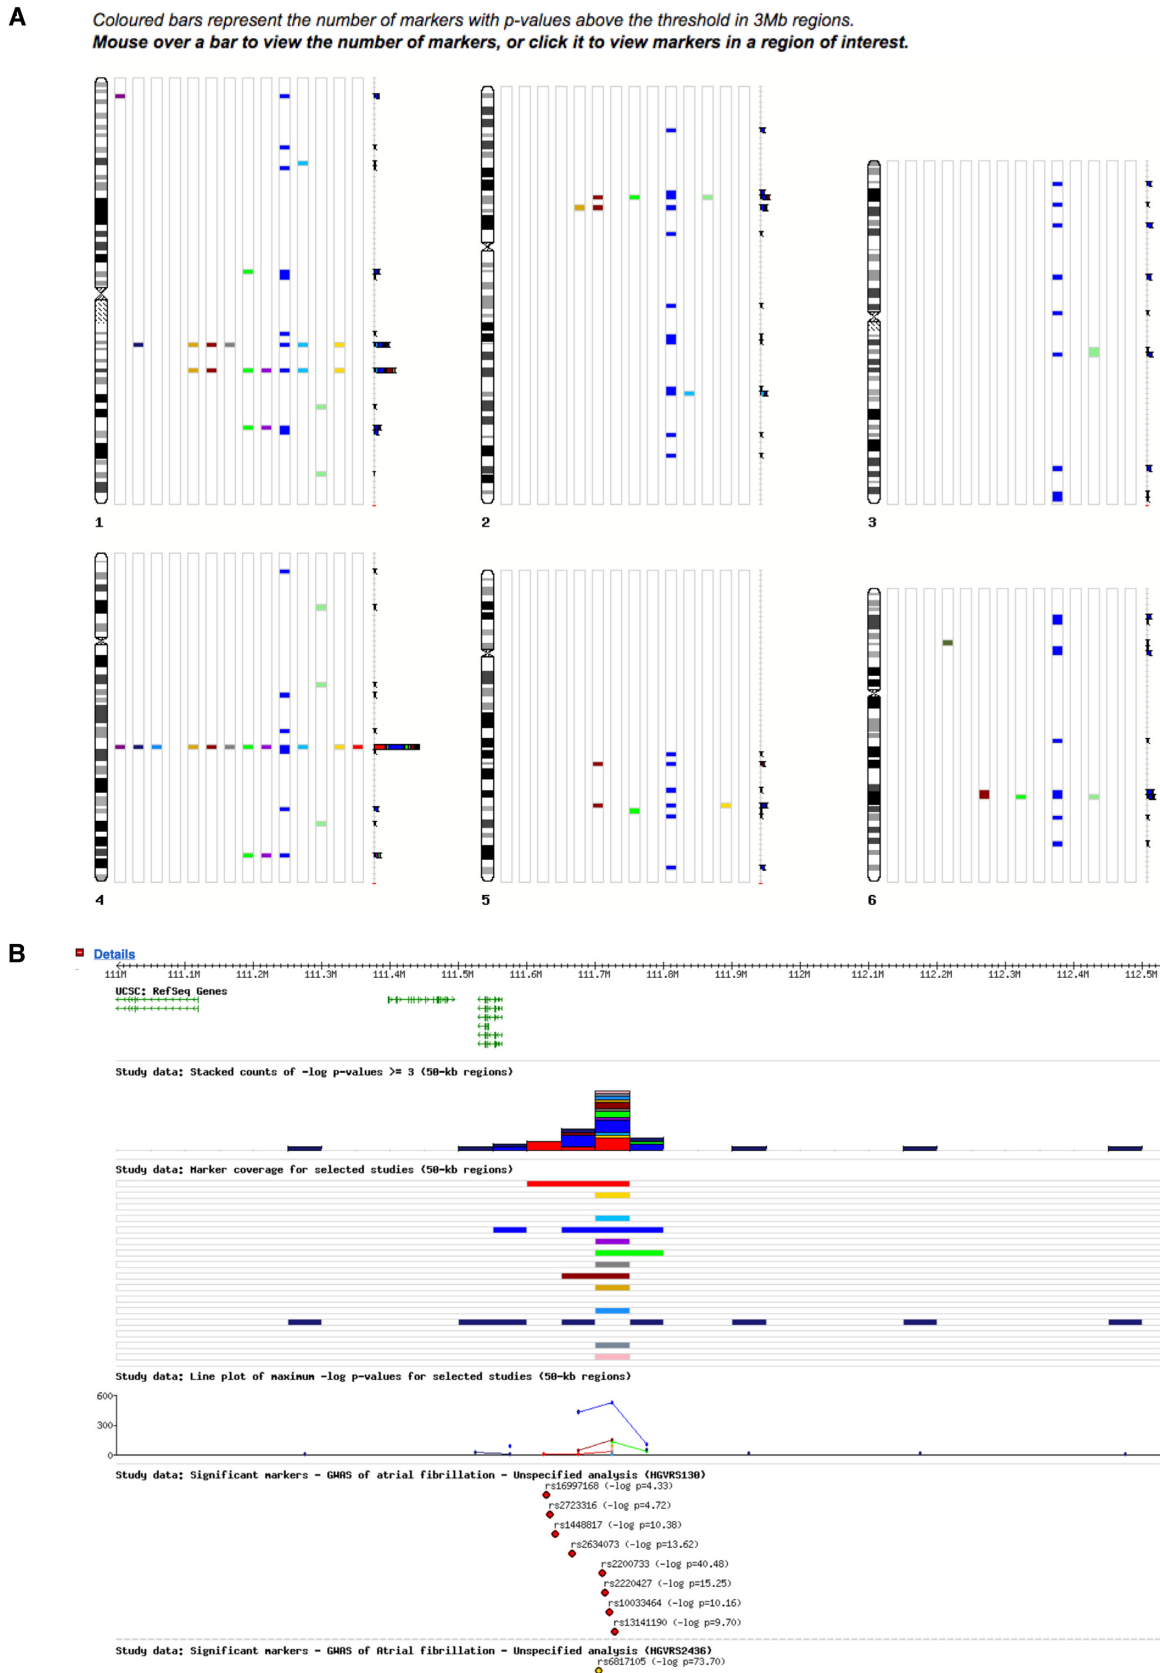 A
Coloured bars represent the number of markers with p-values above the threshold in 3Mb regions.
Mouse over a bar to view the number of markers, or click it to view markers in a region of interest.
1
2
3
4
5
6
B
Details
111M 111.1M 111.2M 111.3M 111.4M 111.5M 111.6M 111.7M 111.8M 111.9M 112M 112.1M 112.2M 112.3M 112.4M 112.5M
UCSC: RefSeq Genes
Study data: Stacked counts of -log p-values >= 3 (50-kb regions)
Study data: Marker coverage for selected studies (50-kb regions)
Study data: Line plot of maximum -log p-values for selected studies (50-kb regions)
600
300
0
Study data: Significant markers - GWAS of atrial fibrillation - Unspecified analysis (HGVRS130)
rs16997168 (-log p=4.33)
rs2723316 (-log p=4.72)
rs1448817 (-log p=10.38)
rs2634073 (-log p=13.62)
rs2200733 (-log p=40.48)
rs2220427 (-log p=15.25)
rs10033464 (-log p=10.16)
rs13141190 (-log p=9.70)
Study data: Significant markers - GWAS of Atrial fibrillation - Unspecified analysis (HGVRS2436)
rs6817105 (-log p=73.70)